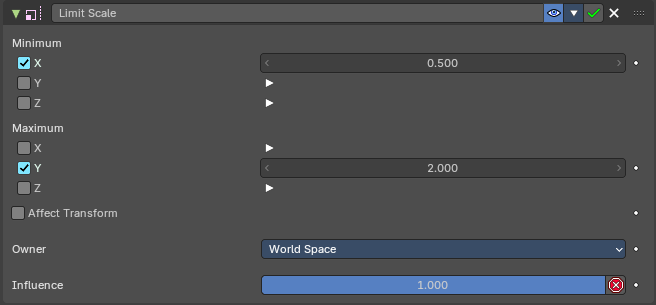 Limit Scale
Minimum
X 0.500
Y
Z
Maximum
X
Y 2.000
Z
Affect Transform
Owner World Space
Influence 1.000